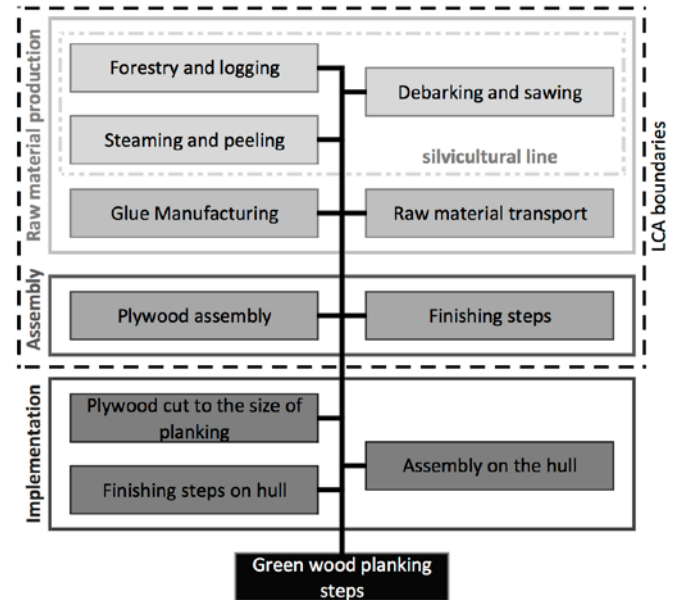 Raw material production
Forestry and logging
Debarking and sawing
Steaming and peeling
silvicultural line
Glue Manufacturing
Raw material transport
LCA boundaries
Assembly
Plywood assembly
Finishing steps
Implementation
Plywood cut to the size of
planking
Assembly on the hull
Finishing steps on hull
Green wood planking
steps